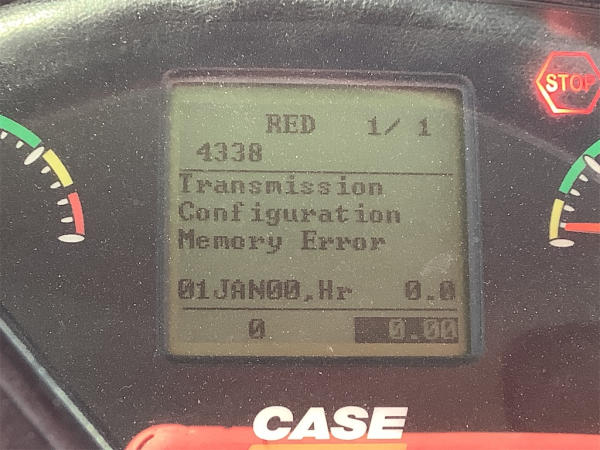 STOP
RED 1/ 1
4338
Transmission
Configuration
Memory Error
01JAN00,Hr 0.0
0 0.00
CASE